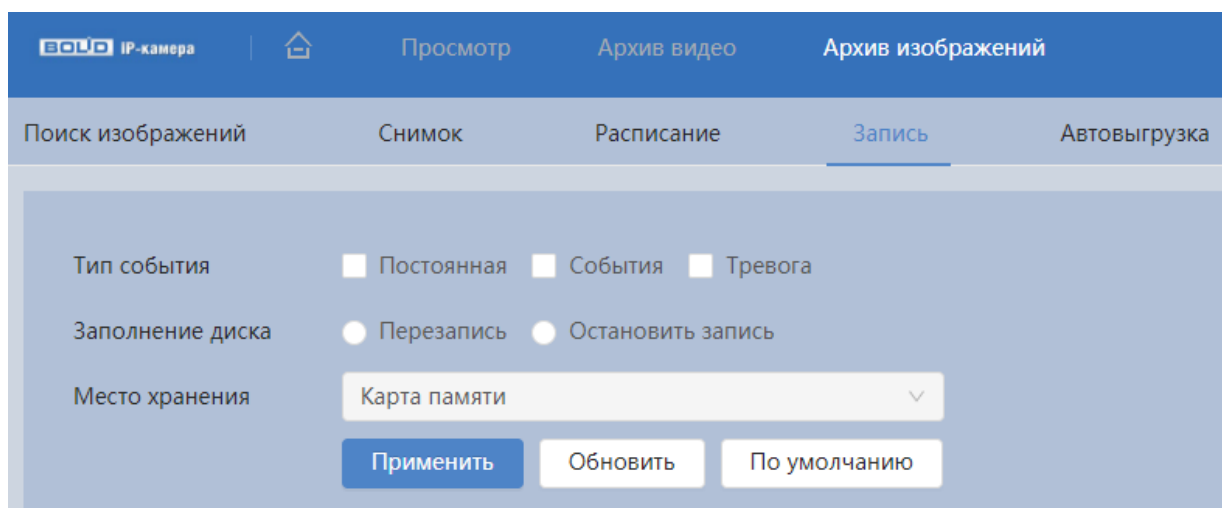 BOLID IP-камера Просмотр Архив видео Архив изображений
Поиск изображений Снимок Расписание Запись Автовыгрузка
Тип события Постоянная События Тревога
Заполнение диска Перезапись Остановить запись
Место хранения Карта памяти
Применить Обновить По умолчанию